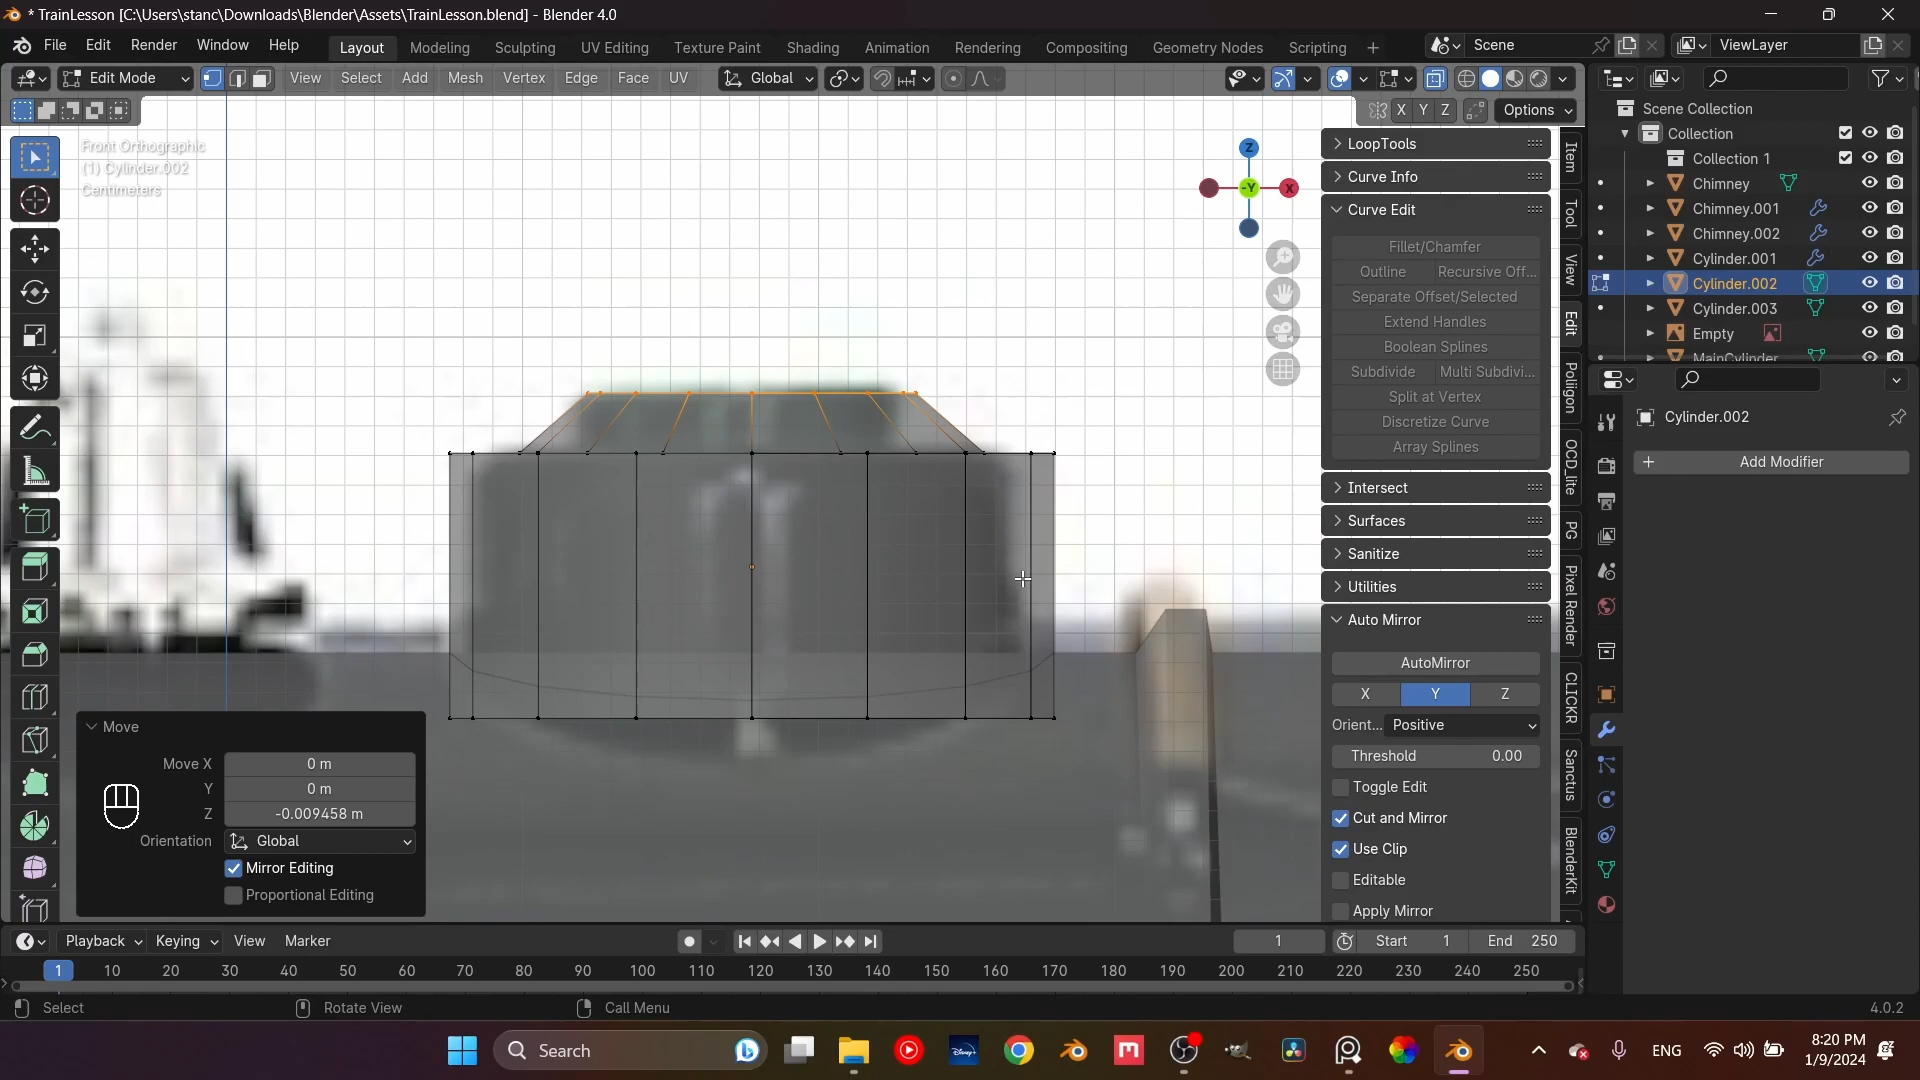 * TrainLesson [C:\Users\stanc\Downloads\Blender\Assets\TrainLesson.blend] - Blender 4.0
File Edit Render Window Help Layout Modeling Sculpting UV Editing Texture Paint Shading Animation Rendering Compositing Geometry Nodes Scripting + Scene ViewLayer
Edit Mode View Select Add Mesh Vertex Edge Face UV Global
X Y Z Options
Front Orthographic
(1) Cylinder.002
Centimeters
Z
-Y X
LoopTools
Curve Info
Curve Edit
Fillet/Chamfer
Outline Recursive Off...
Separate Offset/Selected
Extend Handles
Boolean Splines
Subdivide Multi Subdivi...
Split at Vertex
Discretize Curve
Array Splines
Intersect
Surfaces
Sanitize
Utilities
Auto Mirror
AutoMirror
X Y Z
Orient... Positive
Threshold 0.00
Toggle Edit
Cut and Mirror
Use Clip
Editable
Apply Mirror
Item
Tool
View
Edit
Poliigon
OCD_lite
PG
Pixel Render
CLICKR
Sanctus
BlenderKit
Scene Collection
Collection
Collection 1
Chimney
Chimney.001
Chimney.002
Cylinder.001
Cylinder.002
Cylinder.003
Empty
MainCylinder
Cylinder.002
+ Add Modifier
Move
Move X 0 m
Y 0 m
Z -0.009458 m
Orientation Global
Mirror Editing
Proportional Editing
Playback Keying View Marker 1 Start 1 End 250
1 10 20 30 40 50 60 70 80 90 100 110 120 130 140 150 160 170 180 190 200 210 220 230 240 250
Select Rotate View Call Menu 4.0.2
Search ENG 8:20 PM
1/9/2024